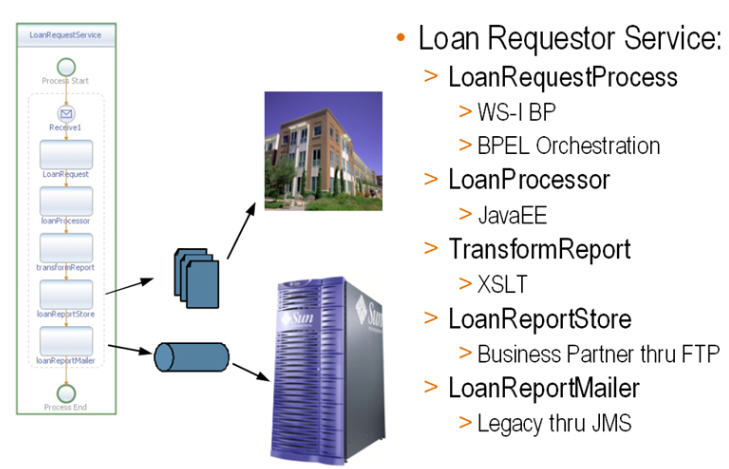 LoanRequestService
Process Start
Receive1
LoanRequest
loanProcessor
transformReport
loanReportStore
loanReportMailer
Process End
Sun
Sun
• Loan Requestor Service:
> LoanRequestProcess
> WS-I BP
> BPEL Orchestration
> LoanProcessor
> JavaEE
> TransformReport
> XSLT
> LoanReportStore
> Business Partner thru FTP
> LoanReportMailer
> Legacy thru JMS